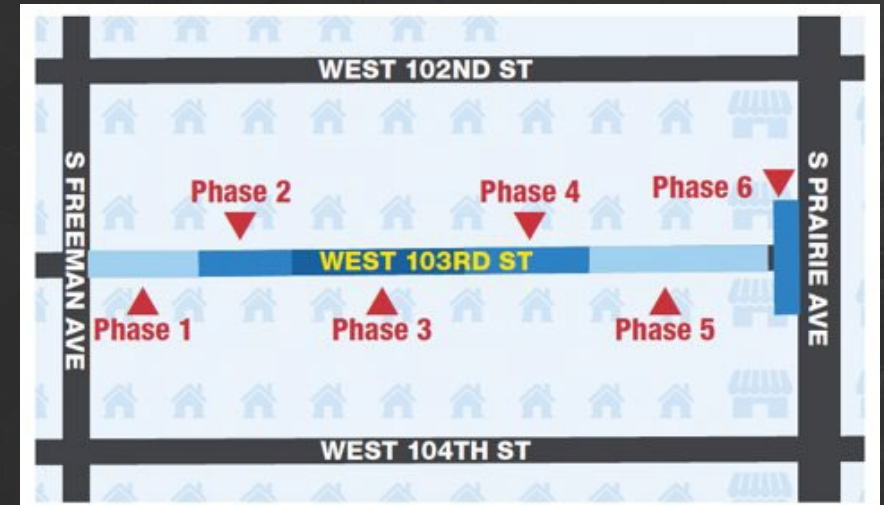 WEST 102ND ST
S FREEMAN AVE
S PRAIRIE AVE
Phase 2
Phase 4
Phase 6
WEST 103RD ST
Phase 1
Phase 3
Phase 5
WEST 104TH ST